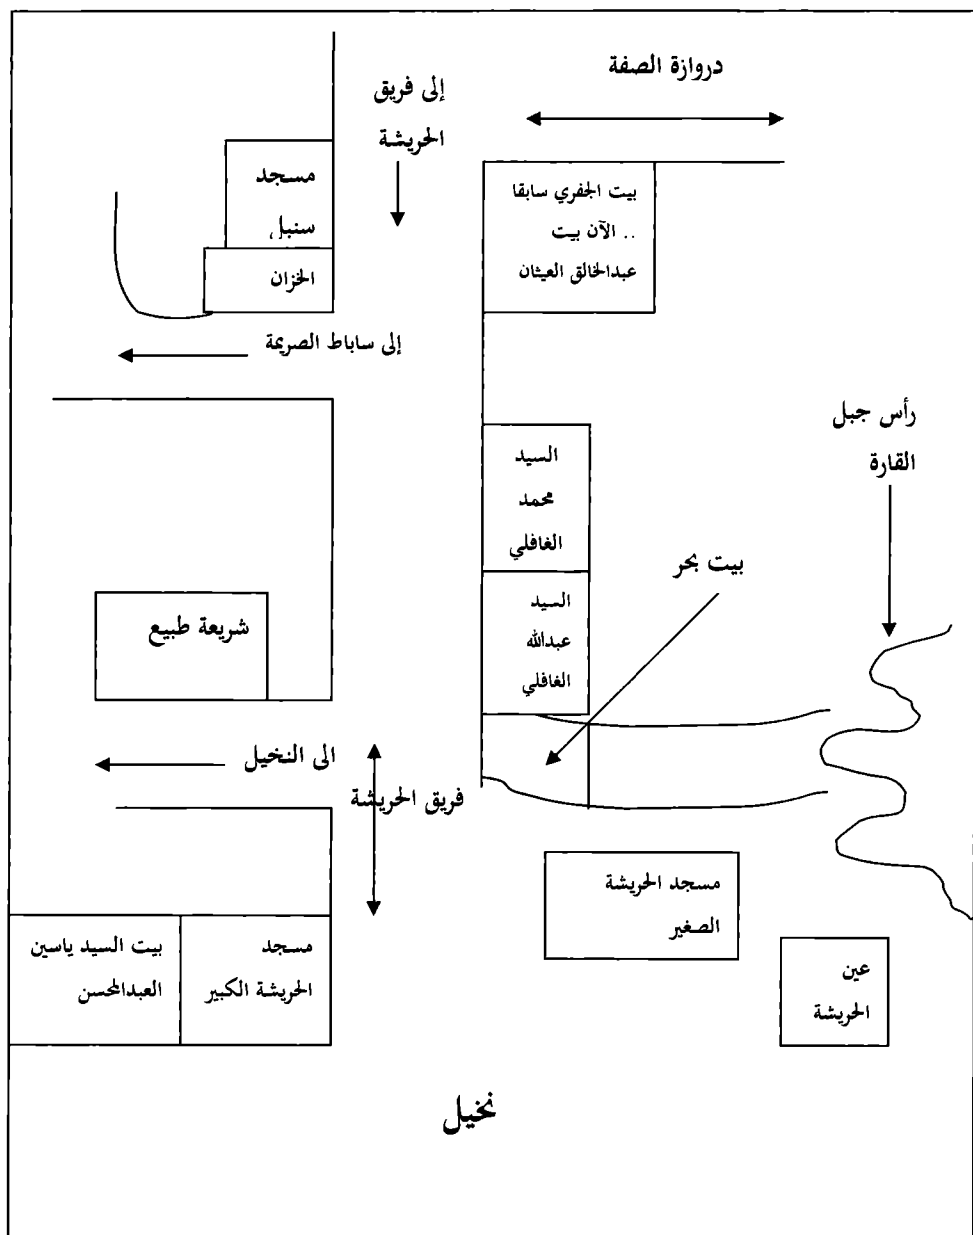 دروازة الصفة
إلى فريق
الحريشة
مسجد
سنبل
الخزان
بيت الجفري سابقا
.. الآن بيت
عبدالخالق العيثان
إلى ساباط الصريمة
رأس جبل
القارة
السيد
محمد
الغافلي
بيت بحر
السيد
عبدالله
الغافلي
شريعة طبيع
الى النخيل
فريق الحريشة
مسجد الحريشة
الصغير
مسجد
الحريشة الكبير
بيت السيد ياسين
العبدالمحسن
عين
الحريشة
نخيل